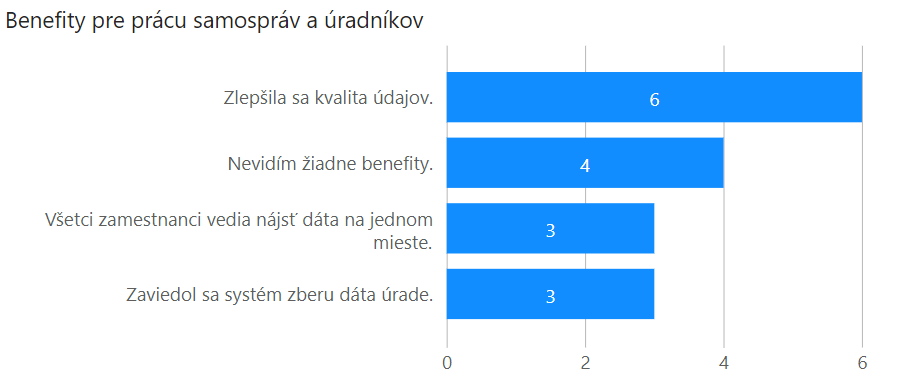 Benefity pre prácu samospráv a úradníkov
Zlepšila sa kvalita údajov.
6
Nevidím žiadne benefity.
4
Všetci zamestnanci vedia nájsť dáta na jednom
mieste.
3
Zaviedol sa systém zberu dáta úrade.
3
0 2 4 6